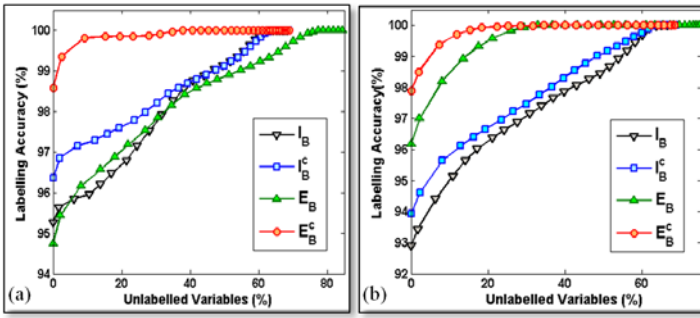 100
99
98
97
96
95
94
Labelling Accuracy (%)
I_B
I_B^c
E_B
E_B^c
0 20 40 60 80
(a) Unlabelled Variables (%)
100
99
98
97
96
95
94
93
92
Labelling Accuracy(%)
I_B
I_B^c
E_B
E_B^c
0 20 40 60
(b) Unlabelled Variables (%)